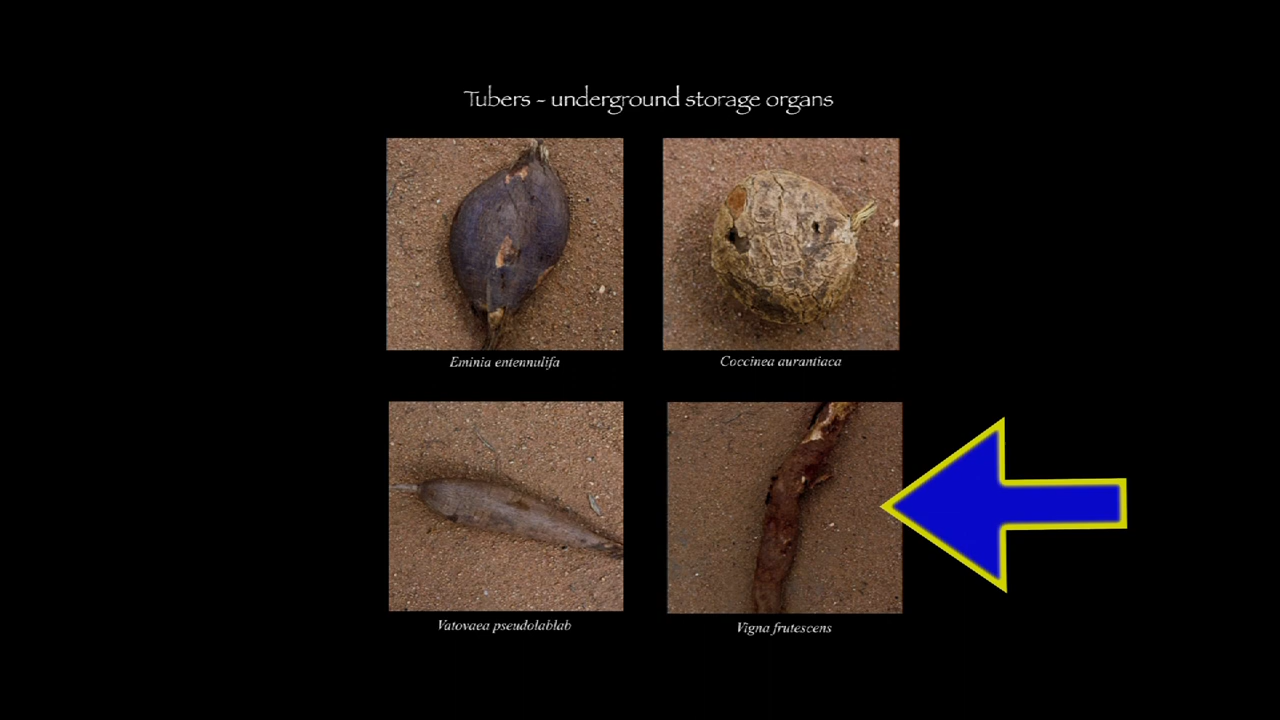 Tubers - underground storage organs
Eminia entennulifa
Coccinea aurantiaca
Vatovaea pseudolablab
Vigna frutescens